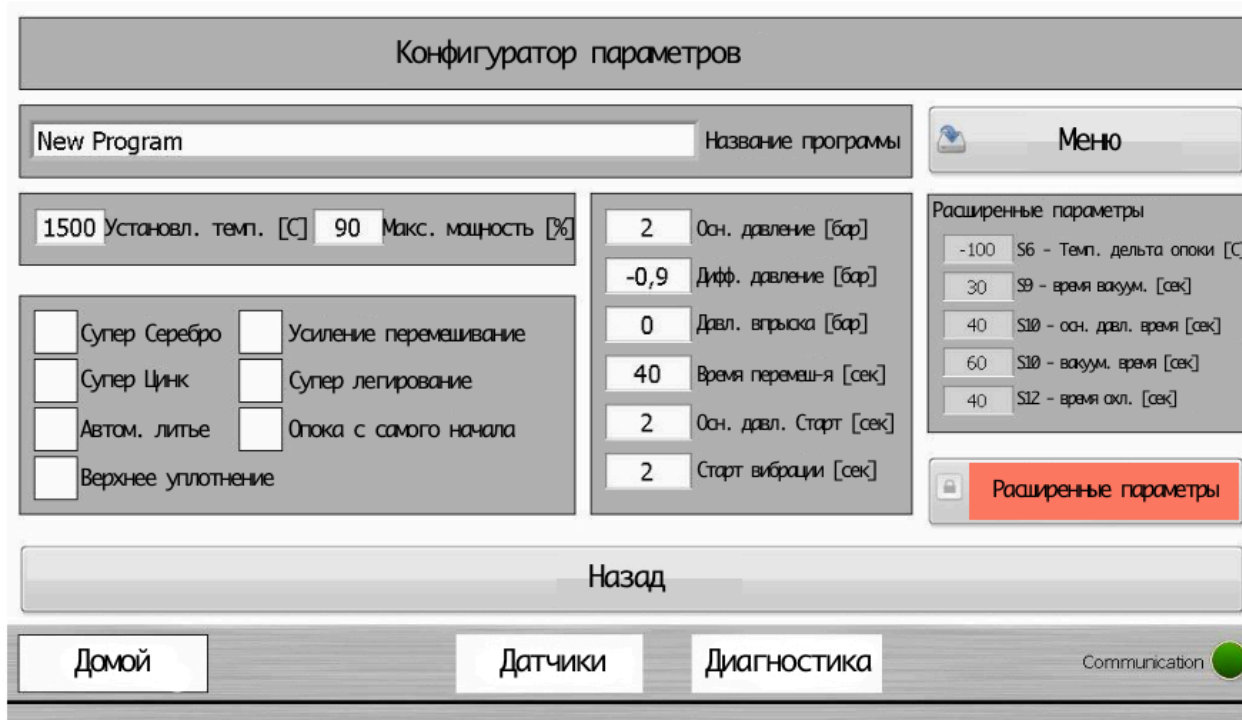 Конфигуратор параметров
New Program Название программы
Меню
1500 Установл. темп. [C] 90 Макс. мощность [%]
Супер Серебро Усиление перемешивание
Супер Цинк Супер легирование
Автом. литье Опока с самого начала
Верхнее уплотнение
2 Осн. давление [бар]
-0,9 Дифф. давление [бар]
0 Давл. впрыска [бар]
40 Время перемеш-я [сек]
2 Осн. давл. Старт [сек]
2 Старт вибрации [сек]
Расширенные параметры
-100 S6 - Темп. дельта опоки [C]
30 S9 - время вакуум. [сек]
40 S10 - осн. давл. время [сек]
60 S10 - вакуум. время [сек]
40 S12 - время охл. [сек]
Расширенные параметры
Назад
Домой Датчики Диагностика Communication